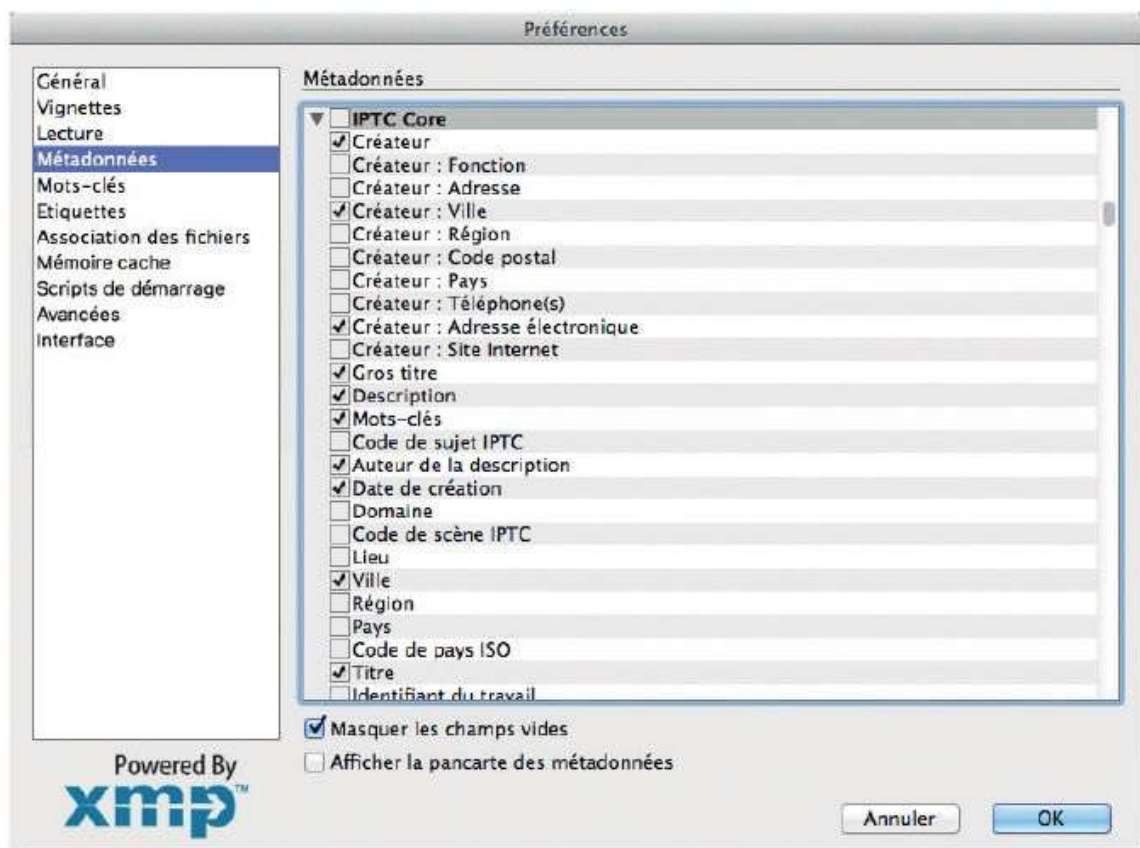 Préférences
Général
Vignettes
Lecture
Métadonnées
Mots-clés
Etiquettes
Association des fichiers
Mémoire cache
Scripts de démarrage
Avancées
Interface
Métadonnées
IPTC Core
Créateur
Créateur : Fonction
Créateur : Adresse
Créateur : Ville
Créateur : Région
Créateur : Code postal
Créateur : Pays
Créateur : Téléphone(s)
Créateur : Adresse électronique
Créateur : Site Internet
Gros titre
Description
Mots-clés
Code de sujet IPTC
Auteur de la description
Date de création
Domaine
Code de scène IPTC
Lieu
Ville
Région
Pays
Code de pays ISO
Titre
Identifiant du travail
Masquer les champs vides
Afficher la pancarte des métadonnées
Powered By
xmp™
Annuler
OK